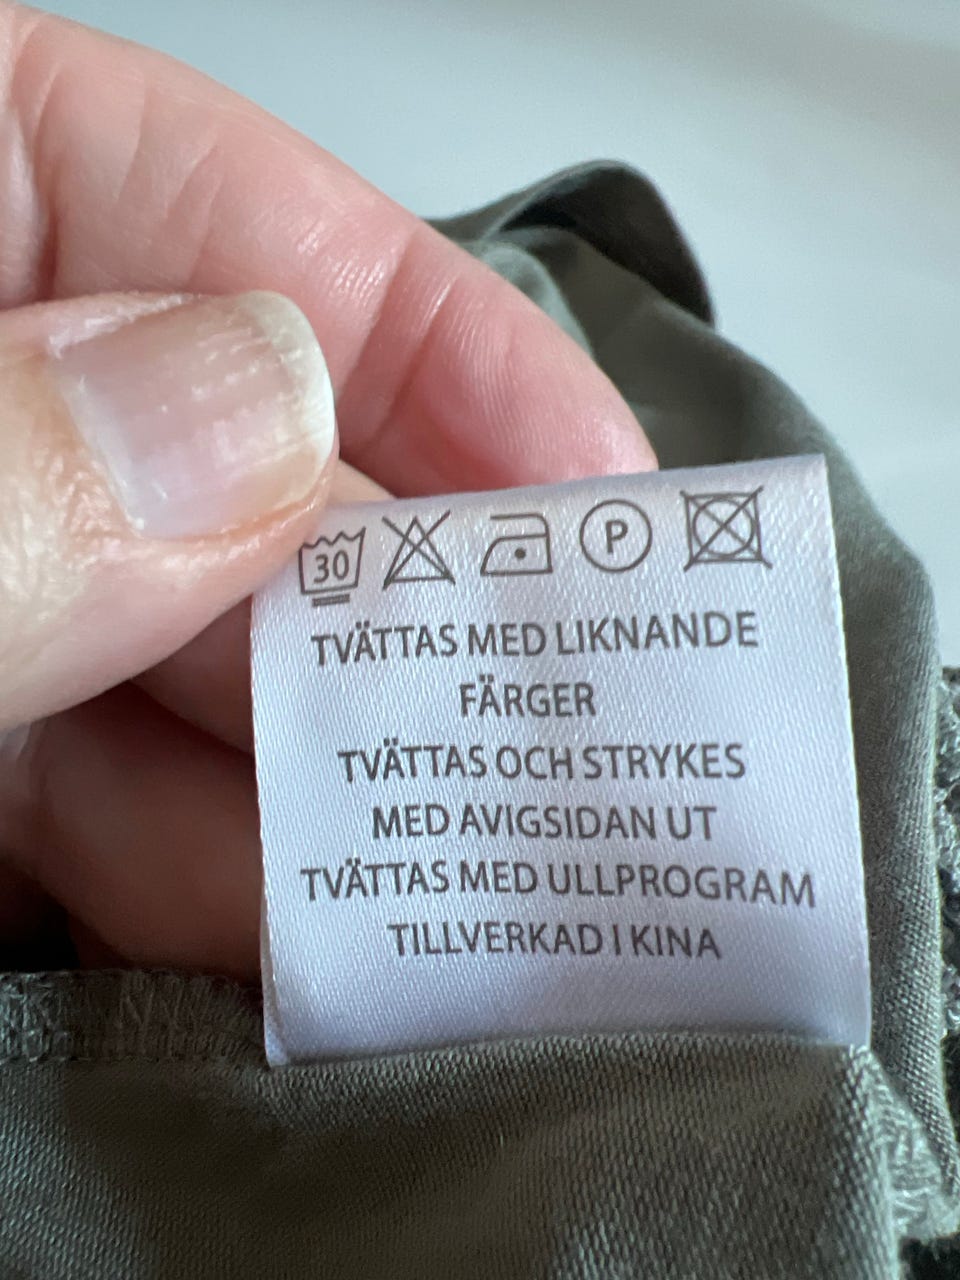 30 P
TVÄTTAS MED LIKNANDE
FÄRGER
TVÄTTAS OCH STRYKES
MED AVIGSIDAN UT
TVÄTTAS MED ULLPROGRAM
TILLVERKAD I KINA